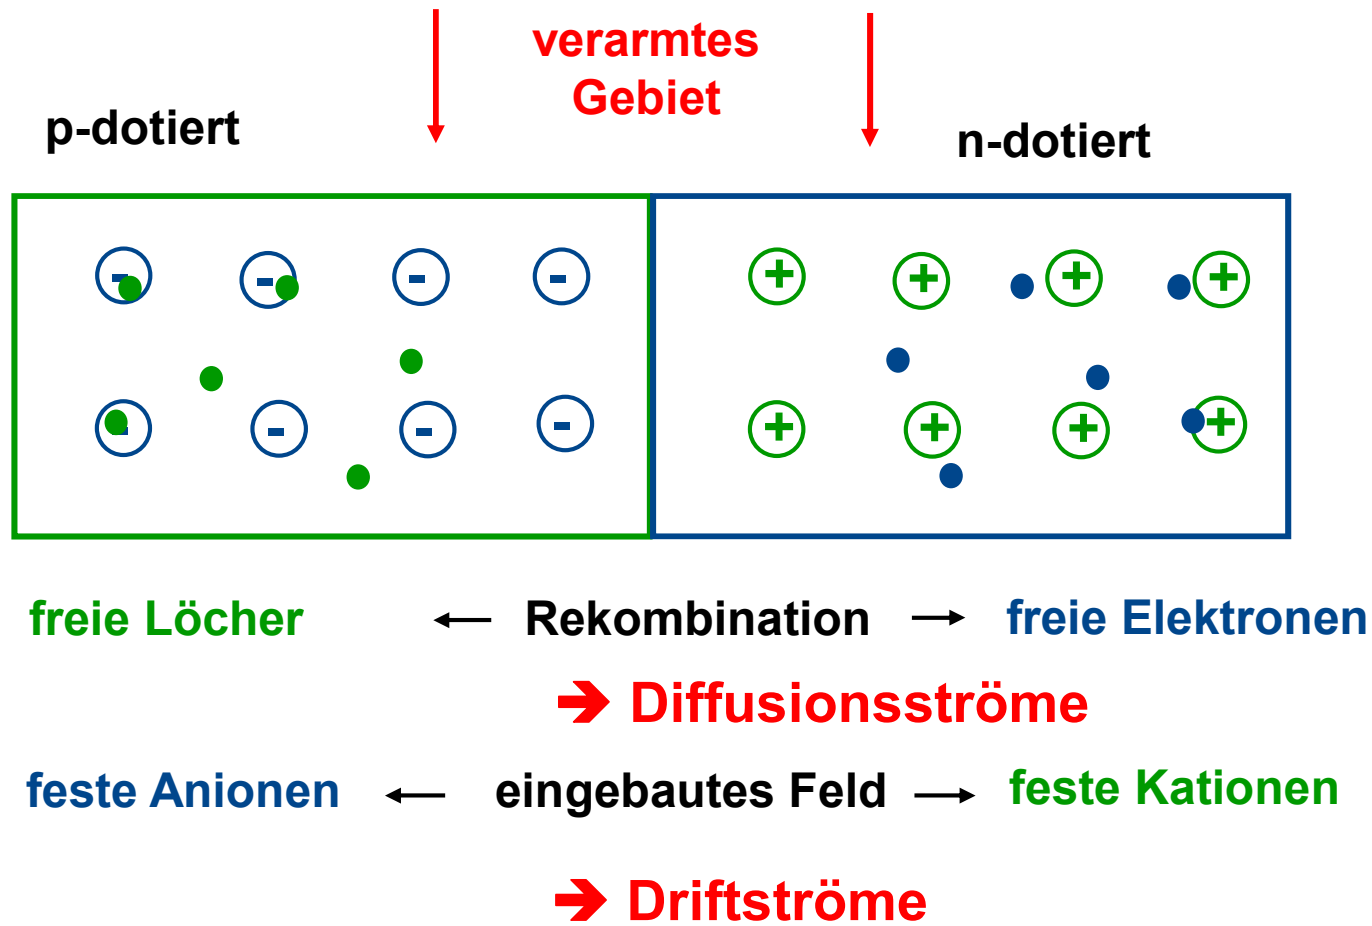 verarmtes
Gebiet
p-dotiert
n-dotiert
- - - - + + + +
- - - - + + + +
freie Löcher ← Rekombination → freie Elektronen
➔ Diffusionsströme
feste Anionen ← eingebautes Feld → feste Kationen
➔ Driftströme